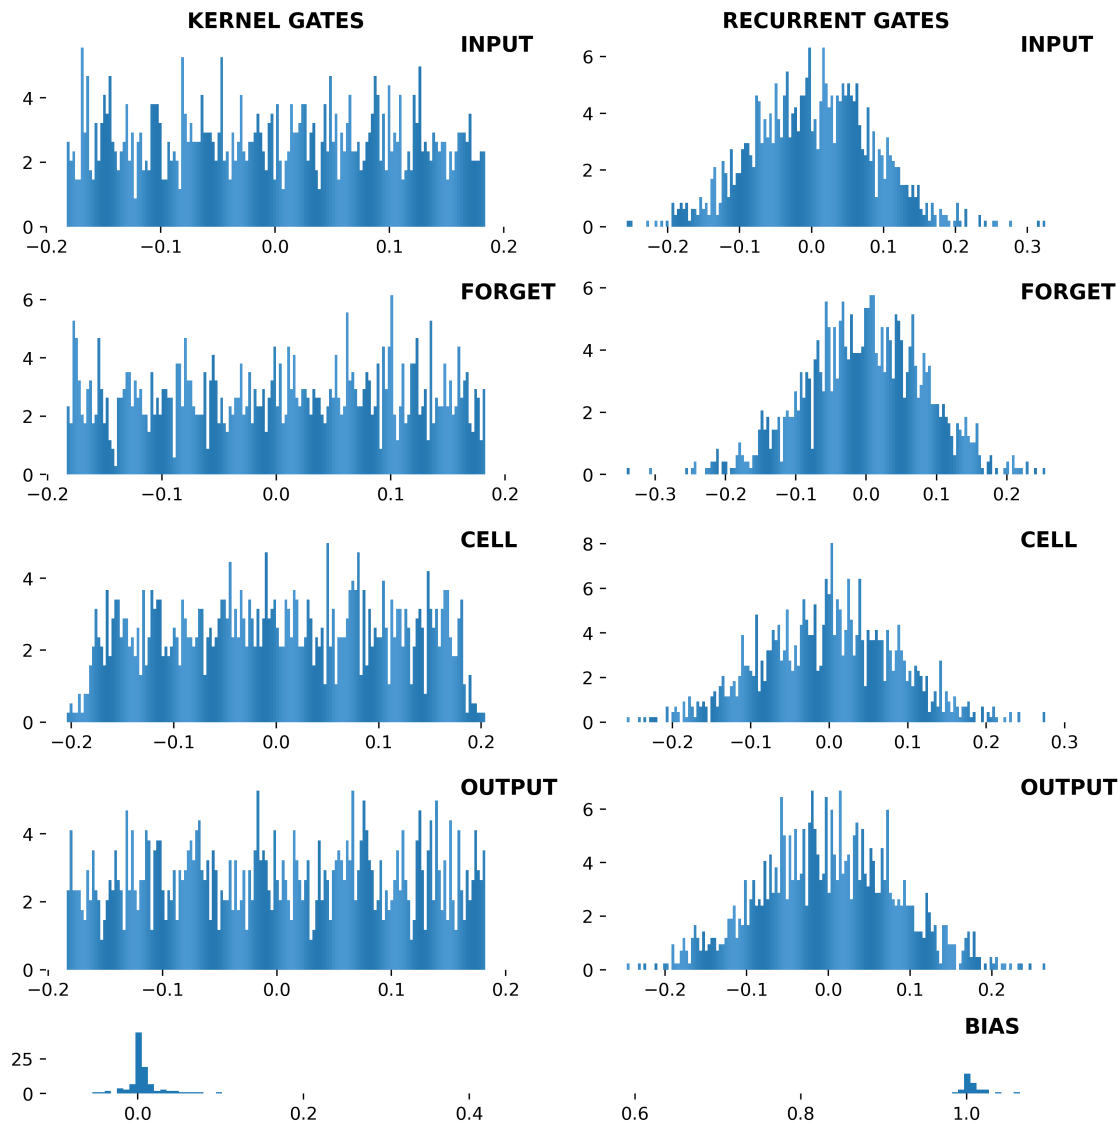 KERNEL GATES RECURRENT GATES
INPUT INPUT
6
4 4
2 2
0 0
−0.2 −0.1 0.0 0.1 0.2 −0.2 −0.1 0.0 0.1 0.2 0.3
FORGET FORGET
6 6
4 4
2 2
0 0
−0.2 −0.1 0.0 0.1 0.2 −0.3 −0.2 −0.1 0.0 0.1 0.2
CELL CELL
8
4 6
4
2 2
0 0
−0.2 −0.1 0.0 0.1 0.2 −0.2 −0.1 0.0 0.1 0.2 0.3
OUTPUT OUTPUT
6
4 4
2 2
0 0
−0.2 −0.1 0.0 0.1 0.2 −0.2 −0.1 0.0 0.1 0.2
BIAS
25
0
0.0 0.2 0.4 0.6 0.8 1.0